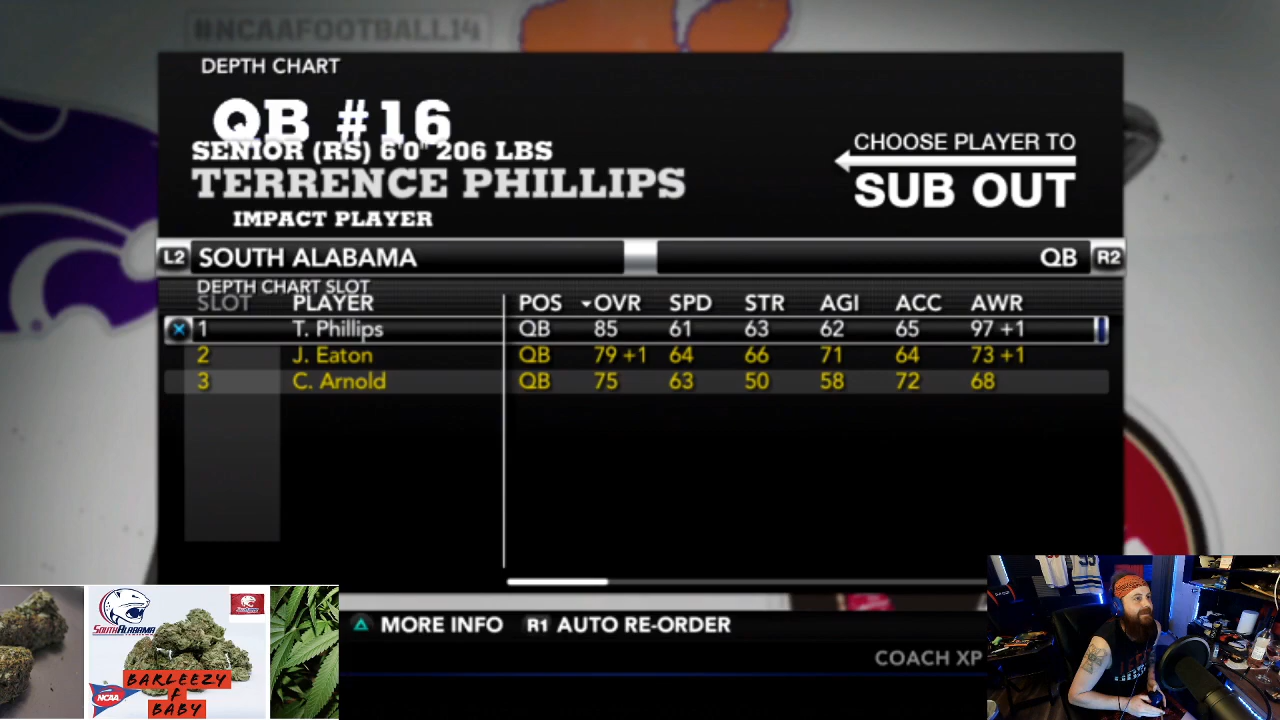 #NCAAFOOTBALL14
DEPTH CHART
QB #16
SENIOR (RS) 6'0" 206 LBS
TERRENCE PHILLIPS
IMPACT PLAYER
CHOOSE PLAYER TO
SUB OUT
L2 SOUTH ALABAMA QB R2
DEPTH CHART SLOT
SLOT PLAYER POS OVR SPD STR AGI ACC AWR
1 T. Phillips QB 85 61 63 62 65 97 +1
2 J. Eaton QB 79 +1 64 66 71 64 73 +1
3 C. Arnold QB 75 63 50 58 72 68
MORE INFO R1 AUTO RE-ORDER
COACH XP
SOUTH ALABAMA
NCAA
BARLEEZY
F
BABY